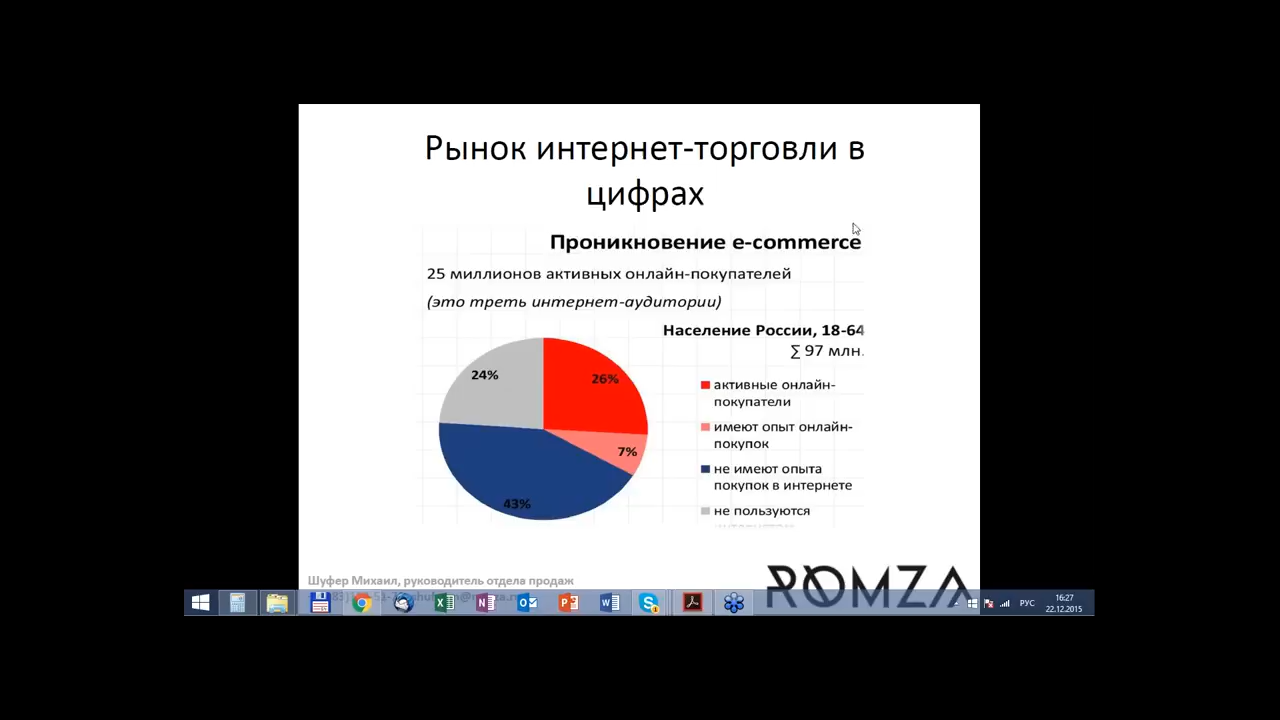 Рынок интернет-торговли в
цифрах
Проникновение e-commerce
25 миллионов активных онлайн-покупателей
(это треть интернет-аудитории)
Население России, 18-64
∑ 97 млн.
24%
26%
7%
43%
активные онлайн-
покупатели
имеют опыт онлайн-
покупок
не имеют опыта
покупок в интернете
не пользуются
Шуфер Михаил, руководитель отдела продаж
ROMZA
РУС
16:27
22.12.2015